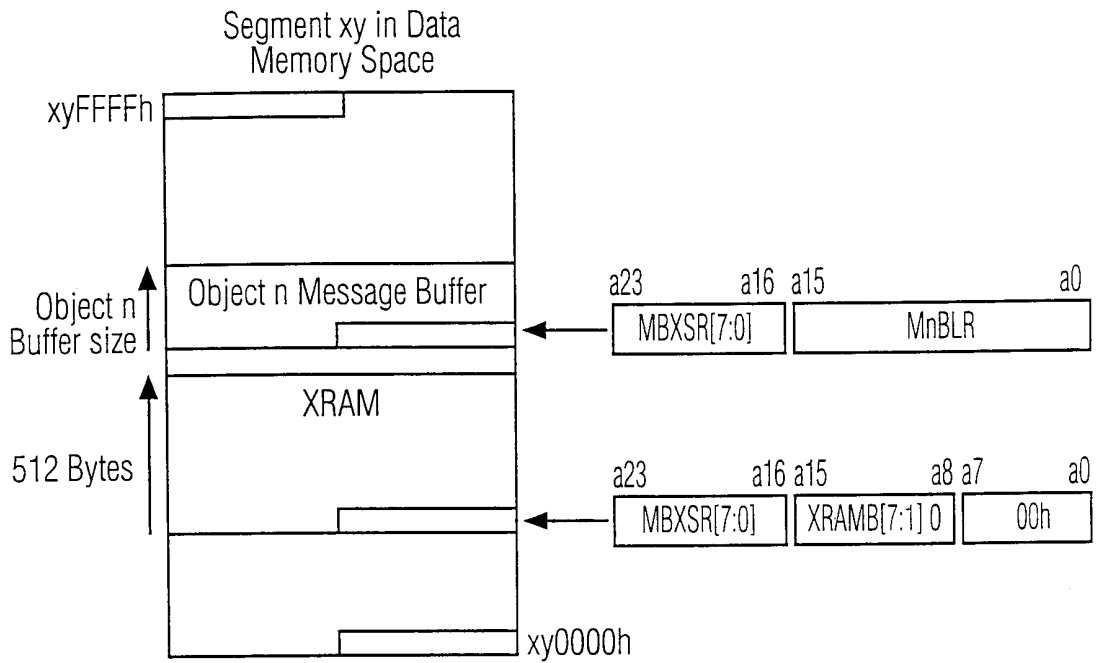 Segment xy in Data
Memory Space
xyFFFFh
Object n Message Buffer
Object n
Buffer size
a23 a16 a15 a0
MBXSR[7:0] MnBLR
XRAM
512 Bytes
a23 a16 a15 a8 a7 a0
MBXSR[7:0] XRAMB[7:1] 0 00h
xy0000h